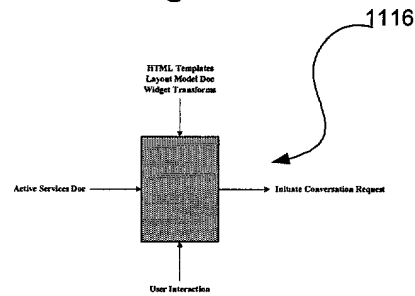 1116
HTML Templates
Layout Model Doc
Widget Transforms
Active Services Doc
Initiate Conversation Request
User Interaction